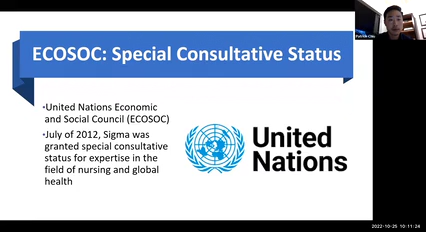 ECOSOC: Special Consultative Status
•United Nations Economic
and Social Council (ECOSOC)
•July of 2012, Sigma was
granted special consultative
status for expertise in the
field of nursing and global
health
United
Nations
2022-10-25 10:11:24